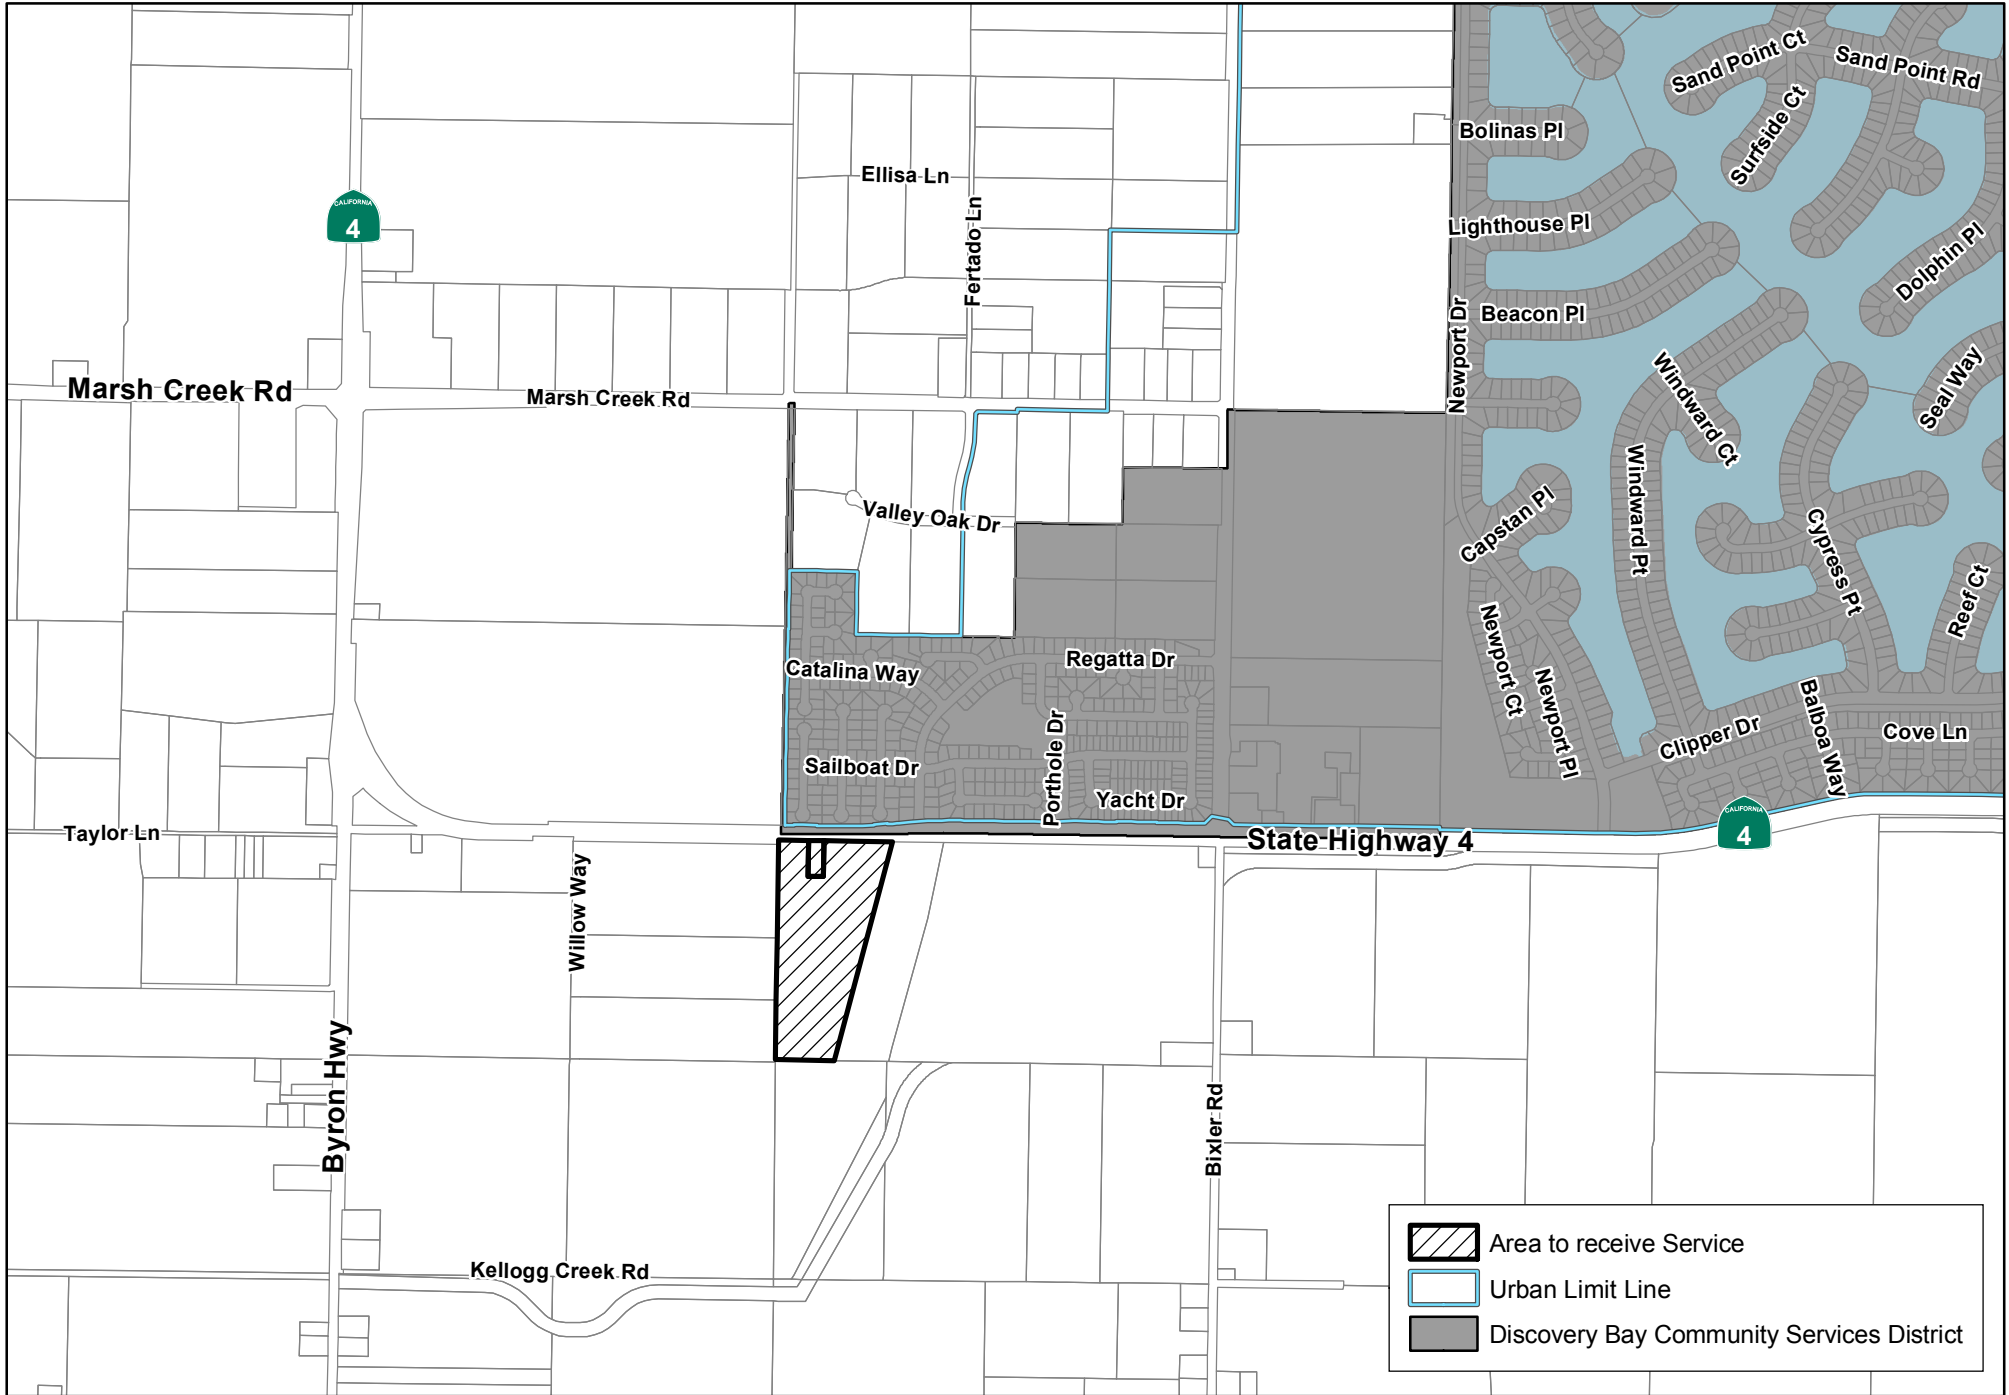 Sand Point Ct
Sand Point Rd
Surfside Ct
Bolinas Pl
Ellisa Ln
CALIFORNIA
4
Fertado Ln
Lighthouse Pl
Dolphin Pl
Beacon Pl
Newport Dr
Windward Ct
Seal Way
Marsh Creek Rd
Marsh Creek Rd
Valley Oak Dr
Capstan Pl
Windward Pt
Cypress Pt
Reef Ct
Catalina Way
Regatta Dr
Newport Ct
Newport Pl
Porthole Dr
Sailboat Dr
Yacht Dr
Clipper Dr
Balboa Way
Cove Ln
Taylor Ln
State Highway 4
CALIFORNIA
4
Willow Way
Byron Hwy
Bixler Rd
Kellogg Creek Rd
Area to receive Service
Urban Limit Line
Discovery Bay Community Services District